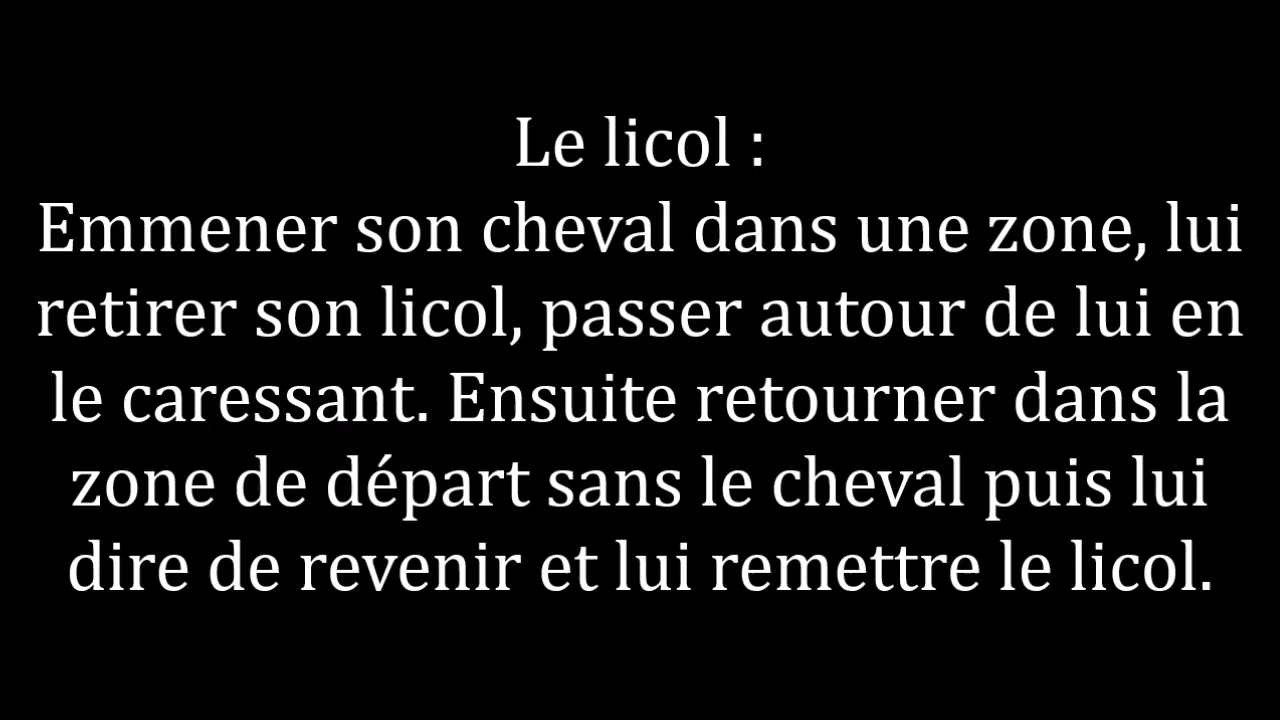 Le licol :
Emmener son cheval dans une zone, lui
retirer son licol, passer autour de lui en
le caressant. Ensuite retourner dans la
zone de départ sans le cheval puis lui
dire de revenir et lui remettre le licol.